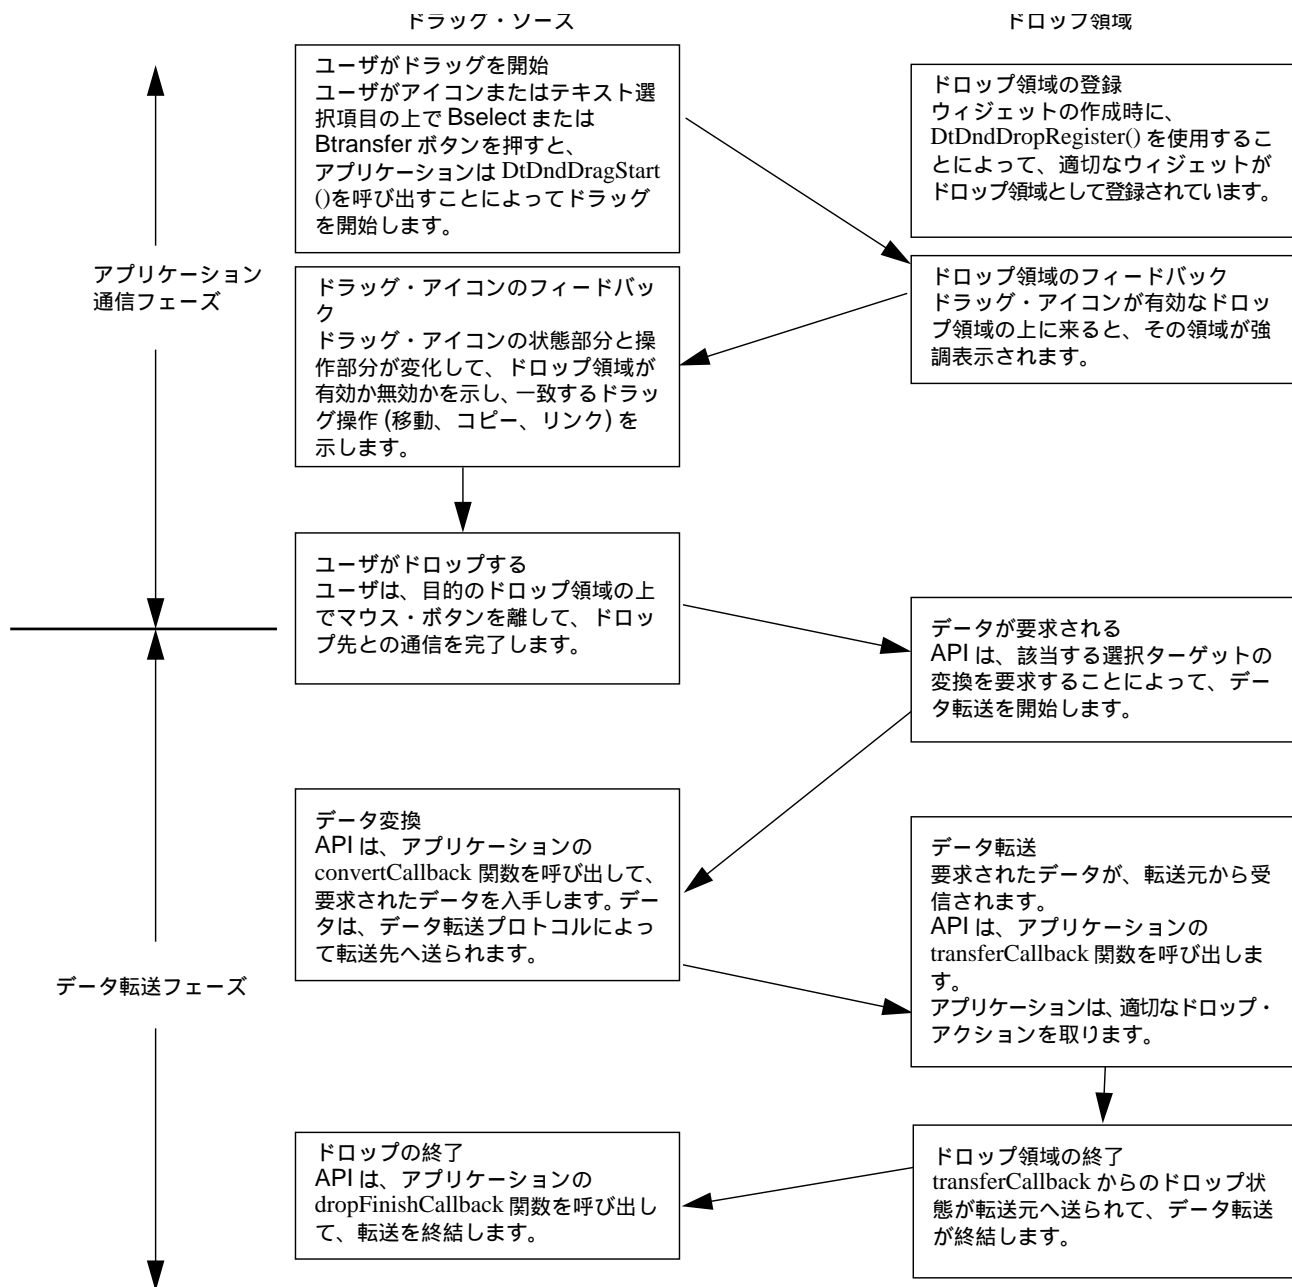 ドラッグ・ソース
ドロップ領域
ユーザがドラッグを開始
ユーザがアイコンまたはテキスト選
択項目の上で Bselect または
Btransfer ボタンを押すと、
アプリケーションは DtDndDragStart
()を呼び出すことによってドラッグ
を開始します。
ドロップ領域の登録
ウィジェットの作成時に、
DtDndDropRegister() を使用するこ
とによって、適切なウィジェットが
ドロップ領域として登録されています。
アプリケーション
通信フェーズ
ドラッグ・アイコンのフィードバッ
ク
ドラッグ・アイコンの状態部分と操
作部分が変化して、ドロップ領域が
有効か無効かを示し、一致するドラッ
グ操作 (移動、コピー、リンク) を
示します。
ドロップ領域のフィードバック
ドラッグ・アイコンが有効なドロッ
プ領域の上に来ると、その領域が強
調表示されます。
ユーザがドロップする
ユーザは、目的のドロップ領域の上
でマウス・ボタンを離して、ドロッ
プ先との通信を完了します。
データが要求される
API は、該当する選択ターゲットの
変換を要求することによって、デー
タ転送を開始します。
データ変換
API は、アプリケーションの
convertCallback 関数を呼び出して、
要求されたデータを入手します。デー
タは、データ転送プロトコルによっ
て転送先へ送られます。
データ転送
要求されたデータが、転送元から受
信されます。
API は、アプリケーションの
transferCallback 関数を呼び出しま
す。
アプリケーションは、適切なドロップ・
アクションを取ります。
データ転送フェーズ
ドロップの終了
API は、アプリケーションの
dropFinishCallback 関数を呼び出し
て、転送を終結します。
ドロップ領域の終了
transferCallback からのドロップ状
態が転送元へ送られて、データ転送
が終結します。